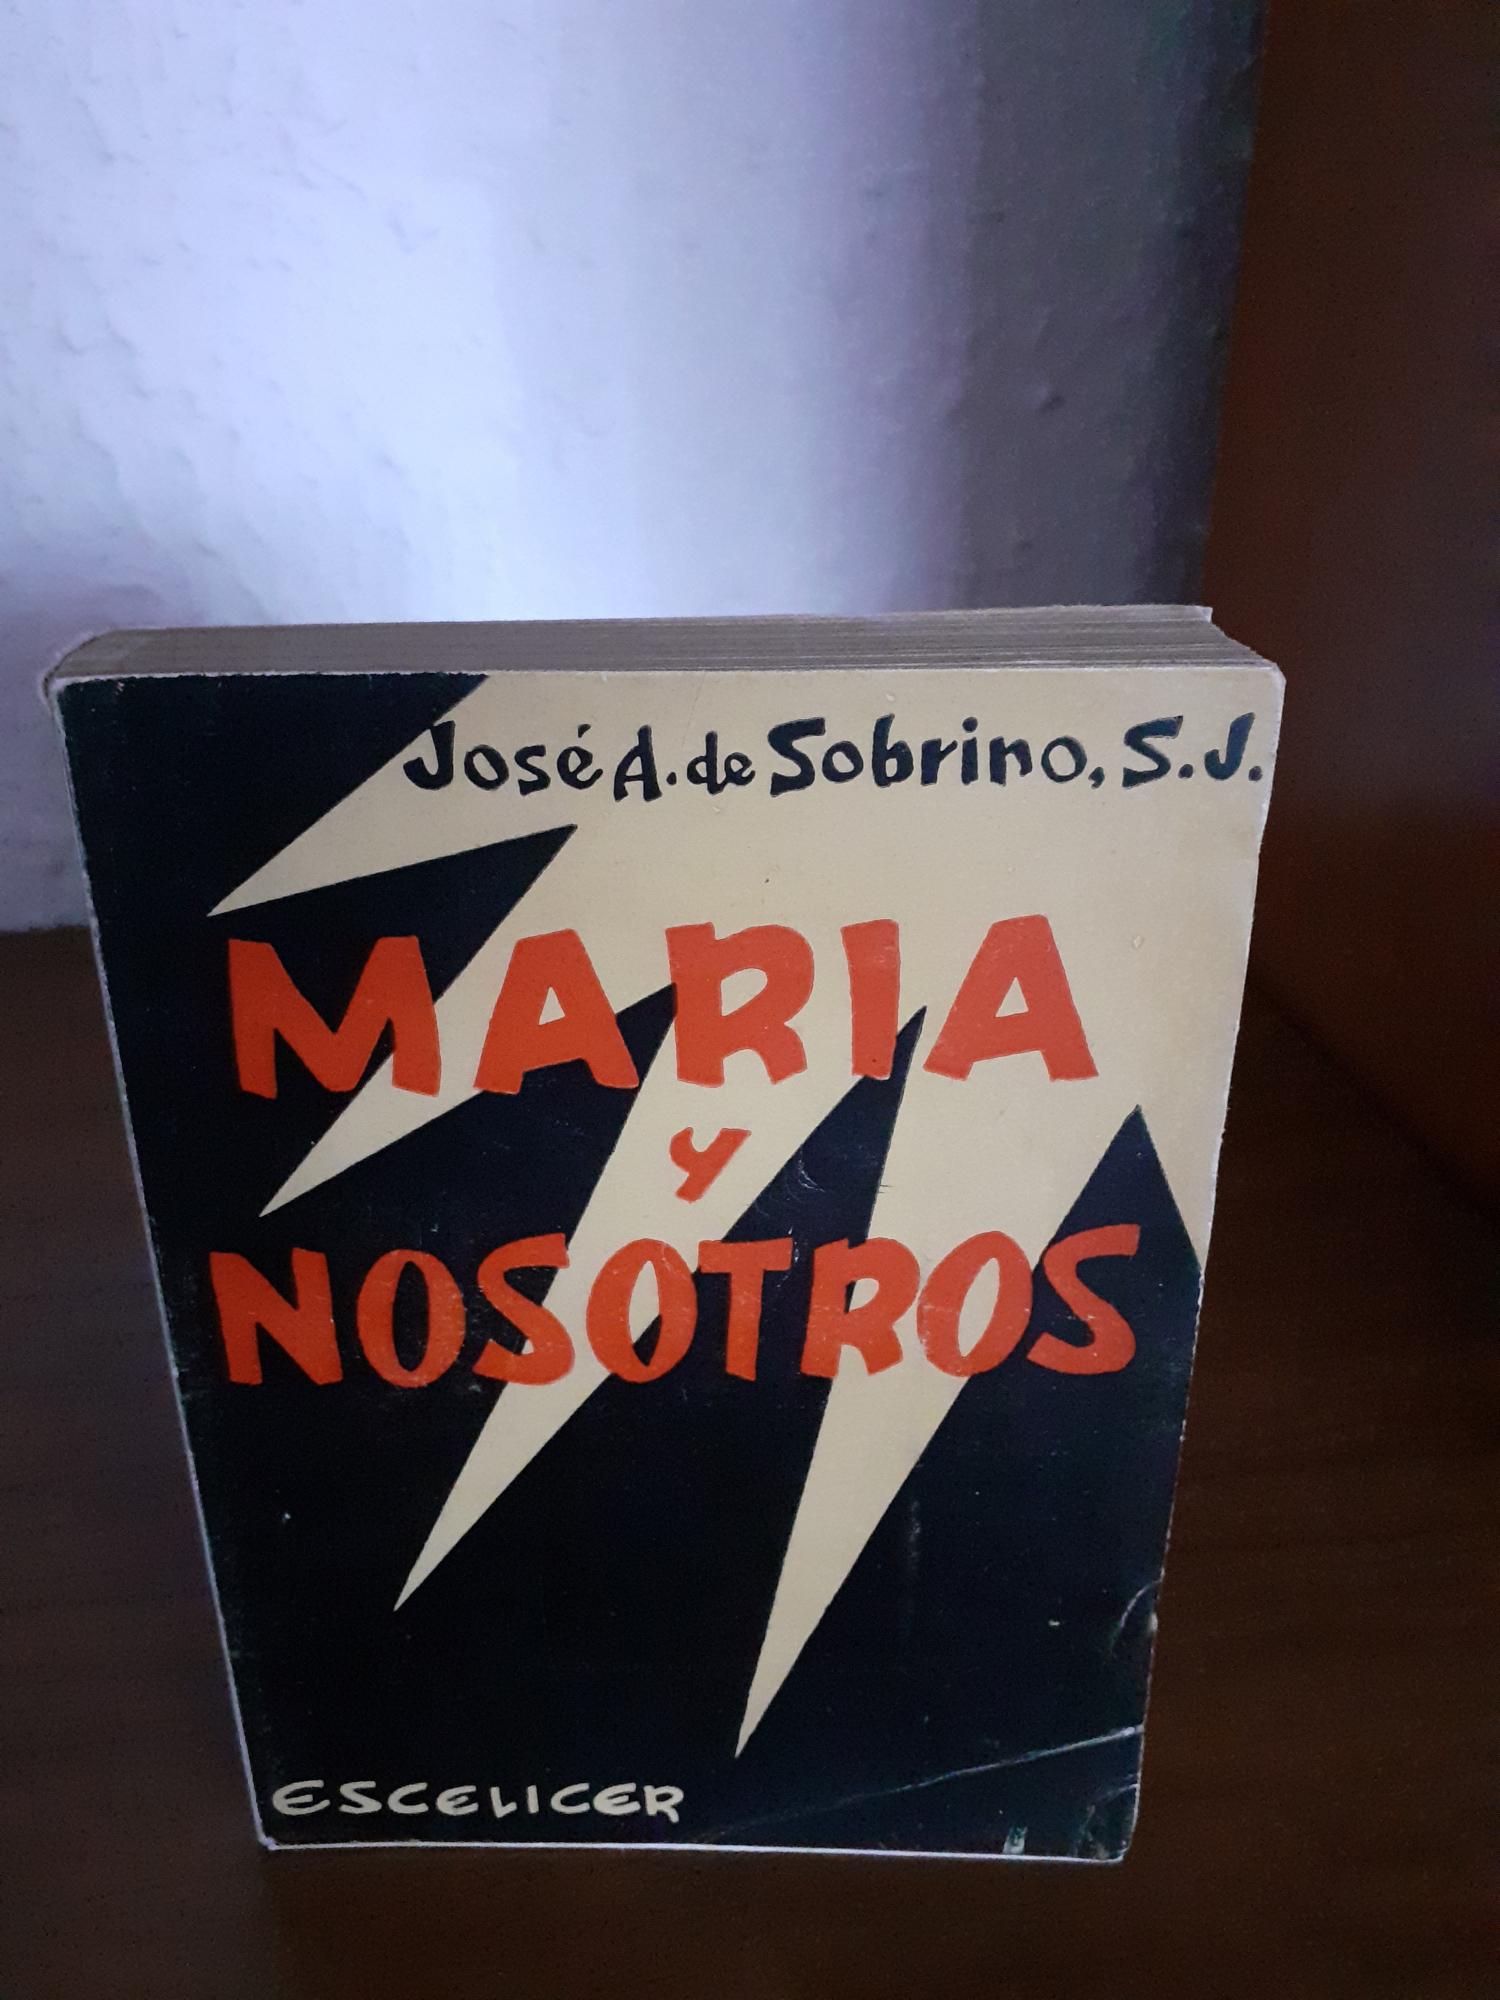 José A. de Sobrino, S.J.
MARIA
y
NOSOTROS
ESCELICER